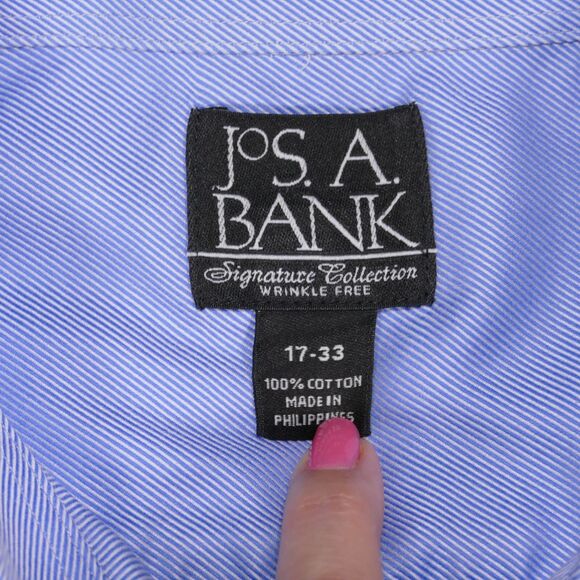 JOS. A.
BANK
Signature Collection
WRINKLE FREE
17-33
100% COTTON
MADE IN
PHILIPPINES